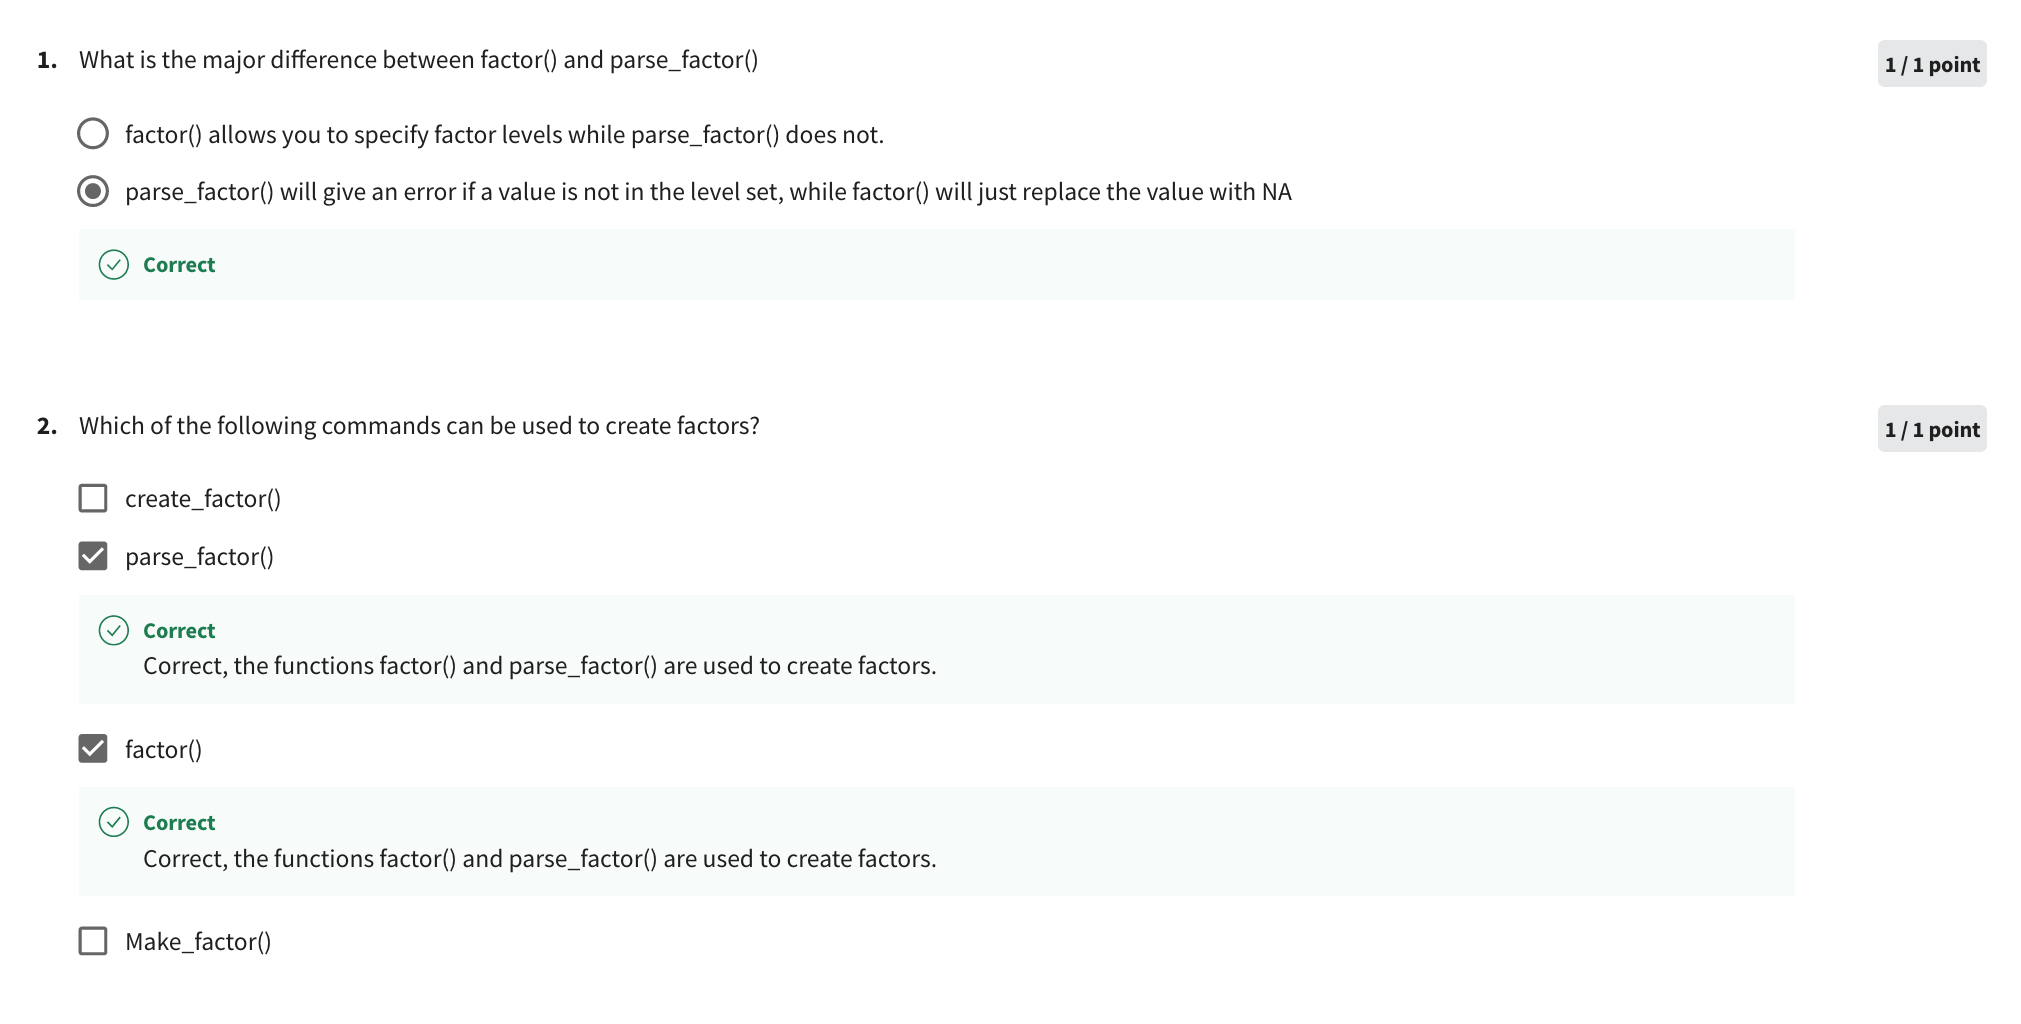 1. What is the major difference between factor() and parse_factor()
1 / 1 point
factor() allows you to specify factor levels while parse_factor() does not.
parse_factor() will give an error if a value is not in the level set, while factor() will just replace the value with NA
Correct
2. Which of the following commands can be used to create factors?
1 / 1 point
create_factor()
parse_factor()
Correct
Correct, the functions factor() and parse_factor() are used to create factors.
factor()
Correct
Correct, the functions factor() and parse_factor() are used to create factors.
Make_factor()